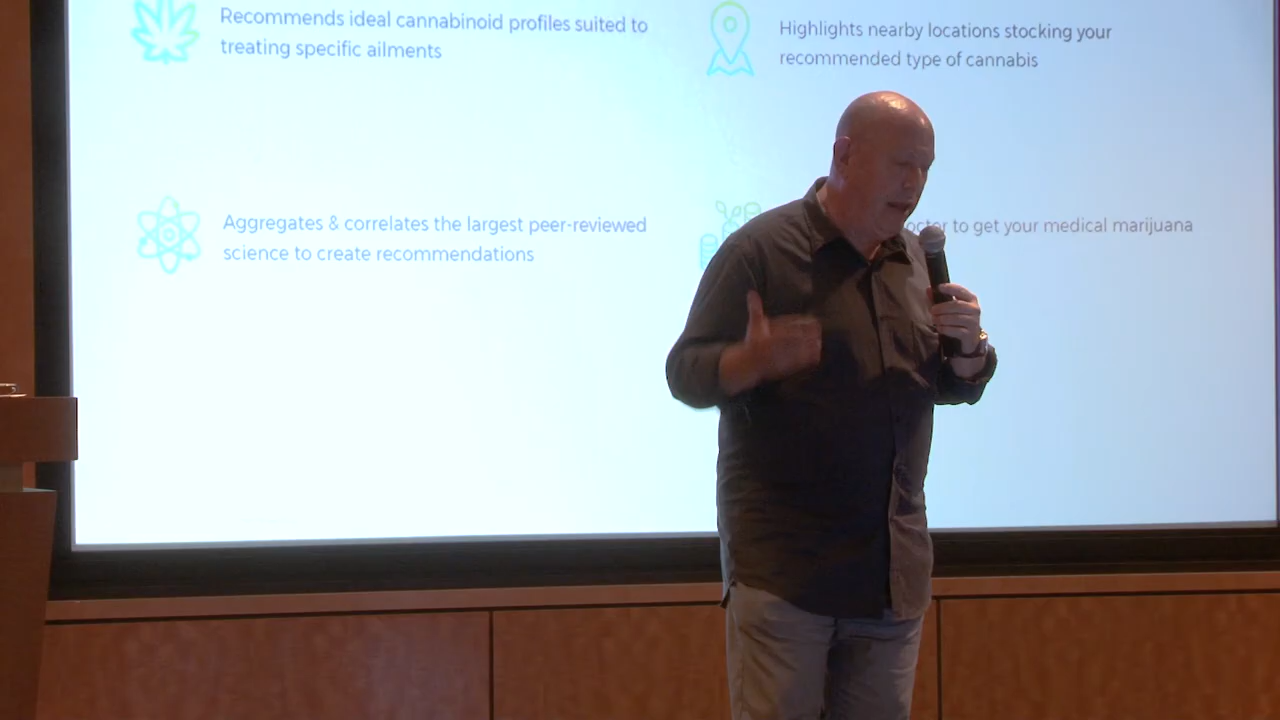 Recommends ideal cannabinoid profiles suited to
treating specific ailments
Highlights nearby locations stocking your
recommended type of cannabis
Aggregates & correlates the largest peer-reviewed
science to create recommendations
to get your medical marijuana